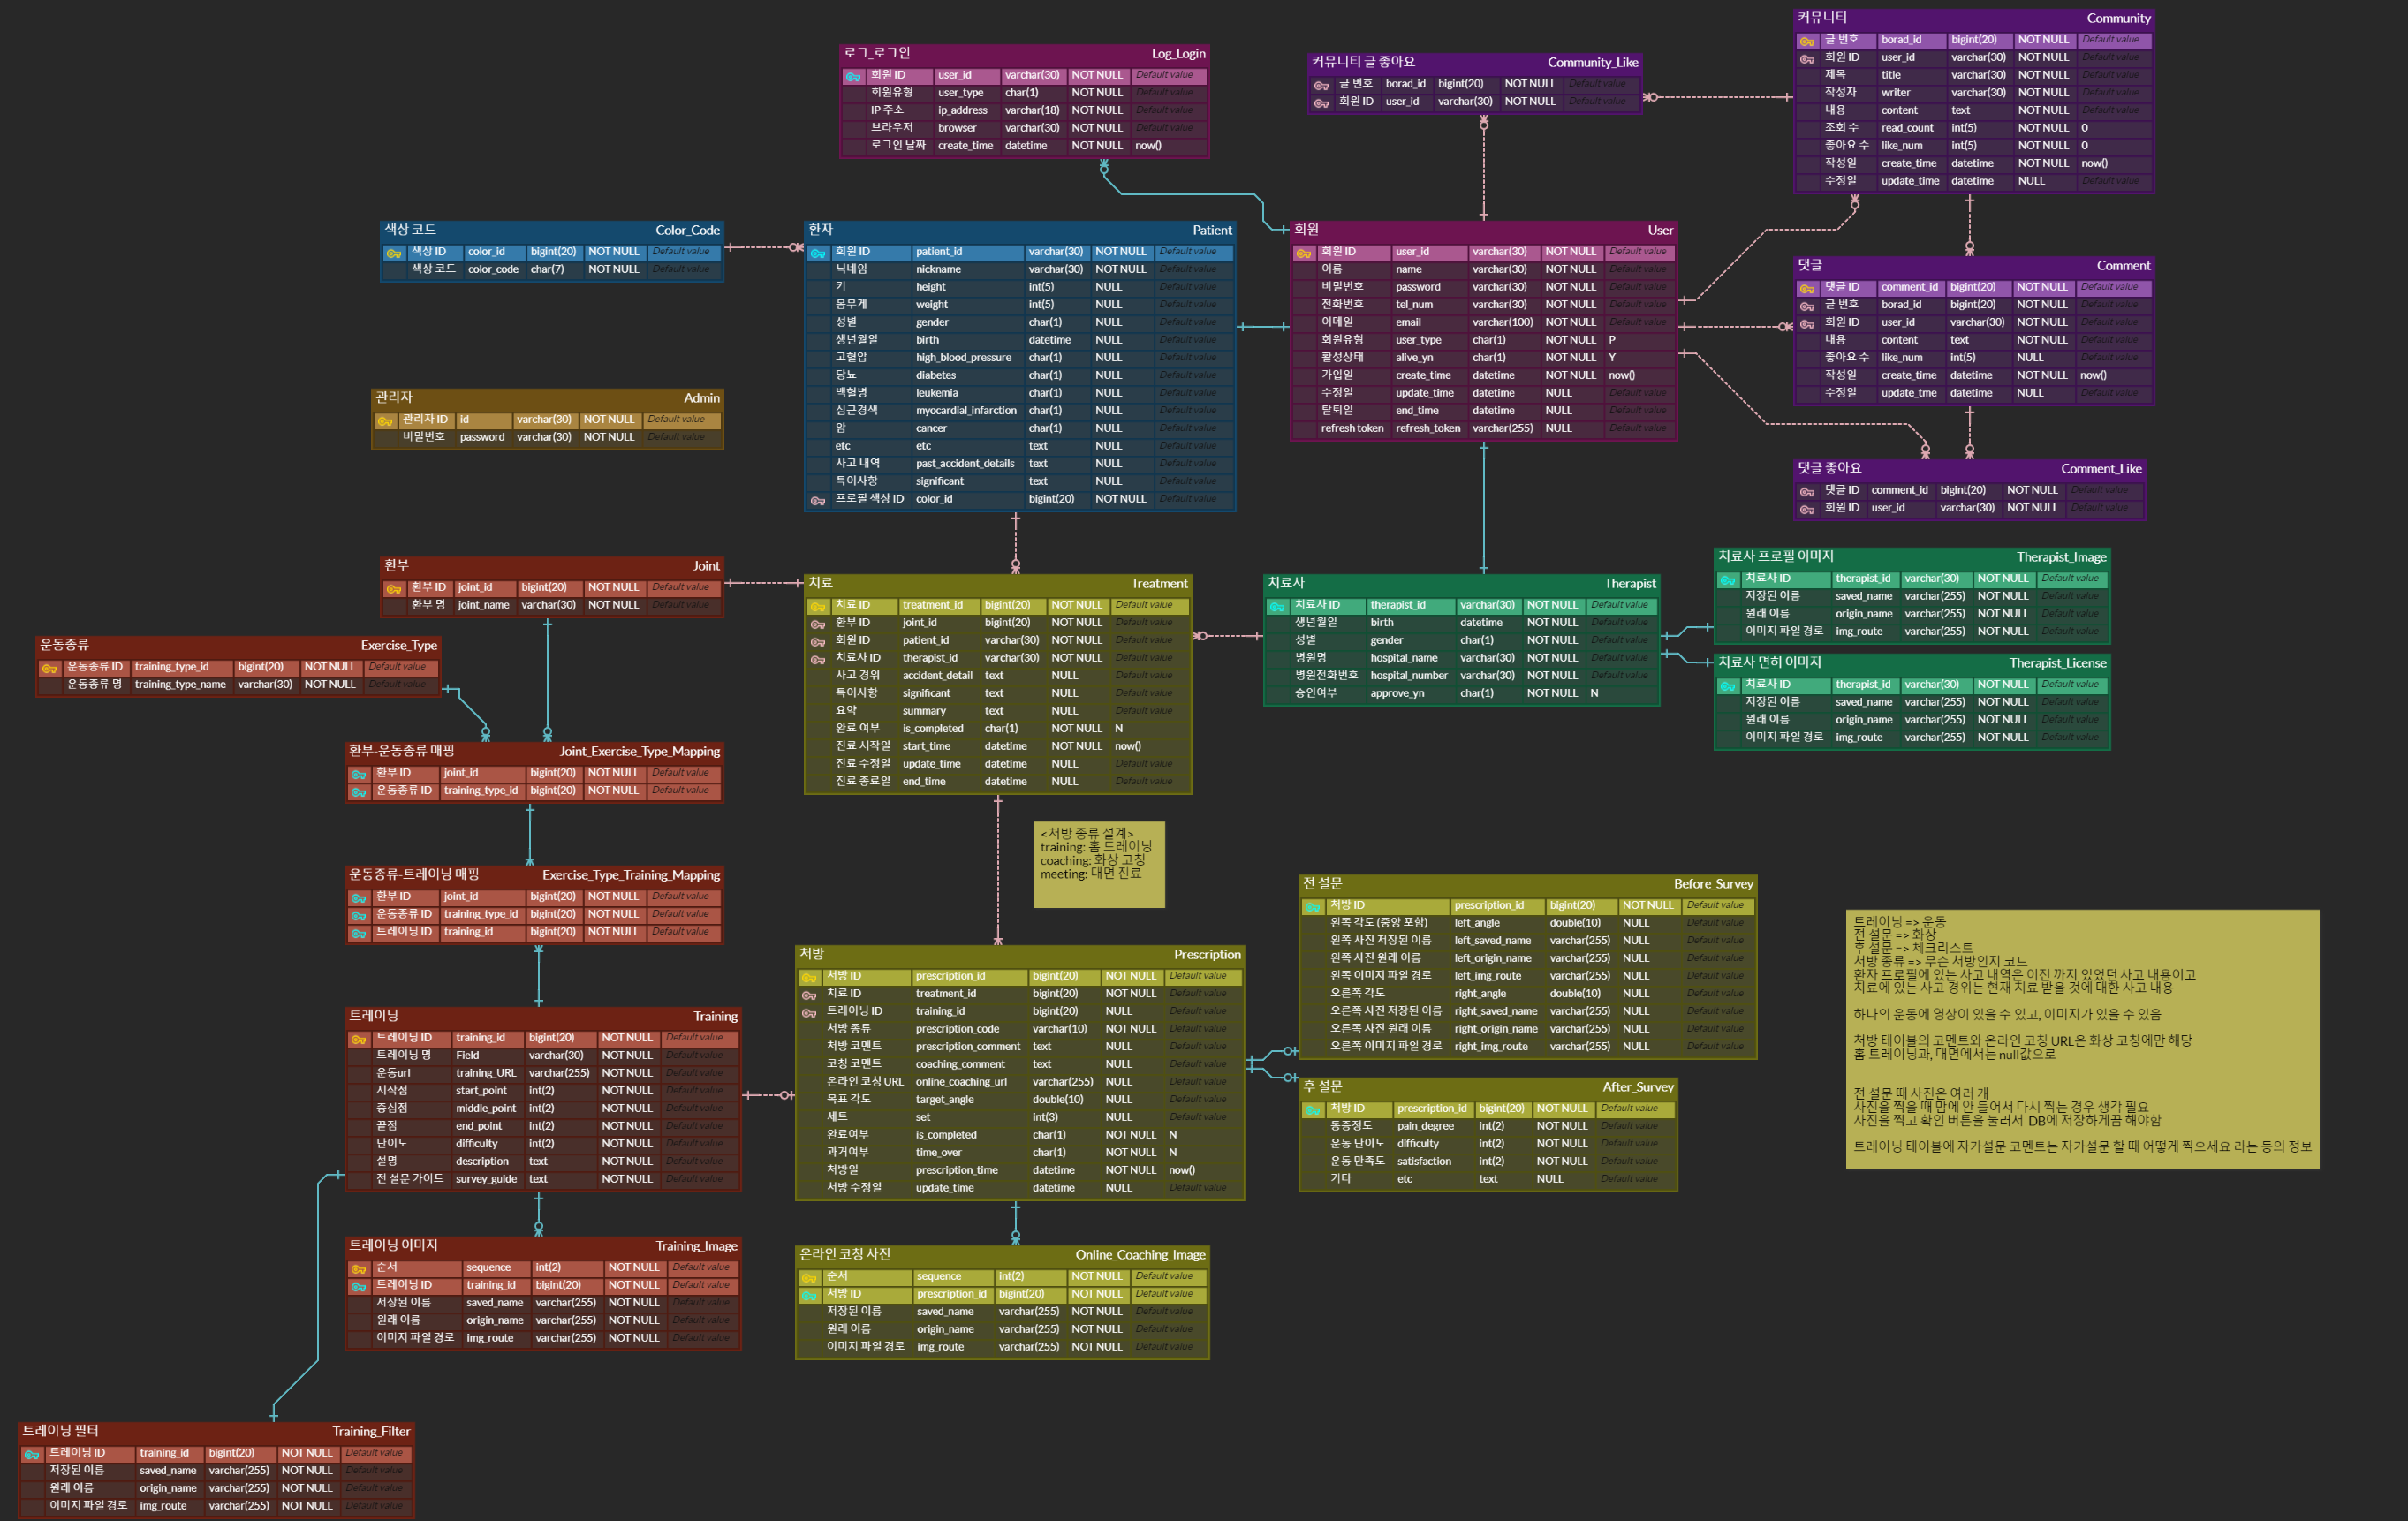 커뮤니티 Community
글 번호 borad_id bigint(20) NOT NULL Default value
회원 ID user_id varchar(30) NOT NULL Default value
제목 title varchar(30) NOT NULL Default value
작성자 writer varchar(30) NOT NULL Default value
내용 content text NOT NULL Default value
조회 수 read_count int(5) NOT NULL 0
좋아요 수 like_num int(5) NOT NULL 0
작성일 create_time datetime NOT NULL now()
수정일 update_time datetime NULL Default value
로그_로그인 Log_Login
회원 ID user_id varchar(30) NOT NULL Default value
회원유형 user_type char(1) NOT NULL Default value
IP 주소 ip_address varchar(18) NOT NULL Default value
브라우저 browser varchar(30) NOT NULL Default value
로그인 날짜 create_time datetime NOT NULL now()
커뮤니티 글 좋아요 Community_Like
글 번호 borad_id bigint(20) NOT NULL Default value
회원 ID user_id varchar(30) NOT NULL Default value
색상 코드 Color_Code
색상 ID color_id bigint(20) NOT NULL Default value
색상 코드 color_code char(7) NOT NULL Default value
환자 Patient
회원 ID patient_id varchar(30) NOT NULL Default value
닉네임 nickname varchar(30) NOT NULL Default value
키 height int(5) NULL Default value
몸무게 weight int(5) NULL Default value
성별 gender char(1) NULL Default value
생년월일 birth datetime NULL Default value
고혈압 high_blood_pressure char(1) NULL Default value
당뇨 diabetes char(1) NULL Default value
백혈병 leukemia char(1) NULL Default value
심근경색 myocardial_infarction char(1) NULL Default value
암 cancer char(1) NULL Default value
etc etc text NULL Default value
사고 내역 past_accident_details text NULL Default value
특이사항 significant text NULL Default value
프로필 색상 ID color_id bigint(20) NOT NULL Default value
회원 User
회원 ID user_id varchar(30) NOT NULL Default value
이름 name varchar(30) NOT NULL Default value
비밀번호 password varchar(30) NOT NULL Default value
전화번호 tel_num varchar(30) NOT NULL Default value
이메일 email varchar(100) NOT NULL Default value
회원유형 user_type char(1) NOT NULL P
활성상태 alive_yn char(1) NOT NULL Y
가입일 create_time datetime NOT NULL now()
수정일 update_time datetime NULL Default value
탈퇴일 end_time datetime NULL Default value
refresh token refresh_token varchar(255) NULL Default value
댓글 Comment
댓글 ID comment_id bigint(20) NOT NULL Default value
글 번호 borad_id bigint(20) NOT NULL Default value
회원 ID user_id varchar(30) NOT NULL Default value
내용 content text NOT NULL Default value
좋아요 수 like_num int(5) NULL Default value
작성일 create_time datetime NOT NULL now()
수정일 update_tme datetime NULL Default value
관리자 Admin
관리자 ID id varchar(30) NOT NULL Default value
비밀번호 password varchar(30) NOT NULL Default value
댓글 좋아요 Comment_Like
댓글 ID comment_id bigint(20) NOT NULL Default value
회원 ID user_id varchar(30) NOT NULL Default value
환부 Joint
환부 ID joint_id bigint(20) NOT NULL Default value
환부 명 joint_name varchar(30) NOT NULL Default value
치료 Treatment
치료 ID treatment_id bigint(20) NOT NULL Default value
환부 ID joint_id bigint(20) NOT NULL Default value
회원 ID patient_id varchar(30) NOT NULL Default value
치료사 ID therapist_id varchar(30) NOT NULL Default value
사고 경위 accident_detail text NULL Default value
특이사항 significant text NULL Default value
요약 summary text NULL Default value
완료 여부 is_completed char(1) NOT NULL N
진료 시작일 start_time datetime NOT NULL now()
진료 수정일 update_time datetime NULL Default value
진료 종료일 end_time datetime NULL Default value
치료사 Therapist
치료사 ID therapist_id varchar(30) NOT NULL Default value
생년월일 birth datetime NOT NULL Default value
성별 gender char(1) NOT NULL Default value
병원명 hospital_name varchar(30) NOT NULL Default value
병원전화번호 hospital_number varchar(30) NOT NULL Default value
승인여부 approve_yn char(1) NOT NULL N
치료사 프로필 이미지 Therapist_Image
치료사 ID therapist_id varchar(30) NOT NULL Default value
저장된 이름 saved_name varchar(255) NOT NULL Default value
원래 이름 origin_name varchar(255) NOT NULL Default value
이미지 파일 경로 img_route varchar(255) NOT NULL Default value
치료사 면허 이미지 Therapist_License
치료사 ID therapist_id varchar(30) NOT NULL Default value
저장된 이름 saved_name varchar(255) NOT NULL Default value
원래 이름 origin_name varchar(255) NOT NULL Default value
이미지 파일 경로 img_route varchar(255) NOT NULL Default value
운동종류 Exercise_Type
운동종류 ID training_type_id bigint(20) NOT NULL Default value
운동종류 명 training_type_name varchar(30) NOT NULL Default value
환부-운동종류 매핑 Joint_Exercise_Type_Mapping
환부 ID joint_id bigint(20) NOT NULL Default value
운동종류 ID training_type_id bigint(20) NOT NULL Default value
<처방 종류 설계>
training: 홈 트레이닝
coaching: 화상 코칭
meeting: 대면 진료
운동종류-트레이닝 매핑 Exercise_Type_Training_Mapping
환부 ID joint_id bigint(20) NOT NULL Default value
운동종류 ID training_type_id bigint(20) NOT NULL Default value
트레이닝 ID training_id bigint(20) NOT NULL Default value
처방 Prescription
처방 ID prescription_id bigint(20) NOT NULL Default value
치료 ID treatment_id bigint(20) NOT NULL Default value
트레이닝 ID training_id bigint(20) NULL Default value
처방 종류 prescription_code varchar(10) NOT NULL Default value
처방 코멘트 prescription_comment text NULL Default value
코칭 코멘트 coaching_comment text NULL Default value
온라인 코칭 URL online_coaching_url varchar(255) NULL Default value
목표 각도 target_angle double(10) NULL Default value
세트 set int(3) NULL Default value
완료여부 is_completed char(1) NOT NULL N
과거여부 time_over char(1) NOT NULL N
처방일 prescription_time datetime NOT NULL now()
처방 수정일 update_time datetime NULL Default value
전 설문 Before_Survey
처방 ID prescription_id bigint(20) NOT NULL Default value
왼쪽 각도 (중앙 포함) left_angle double(10) NULL Default value
왼쪽 사진 저장된 이름 left_saved_name varchar(255) NULL Default value
왼쪽 사진 원래 이름 left_origin_name varchar(255) NULL Default value
왼쪽 이미지 파일 경로 left_img_route varchar(255) NULL Default value
오른쪽 각도 right_angle double(10) NULL Default value
오른쪽 사진 저장된 이름 right_saved_name varchar(255) NULL Default value
오른쪽 사진 원래 이름 right_origin_name varchar(255) NULL Default value
오른쪽 이미지 파일 경로 right_img_route varchar(255) NULL Default value
후 설문 After_Survey
처방 ID prescription_id bigint(20) NOT NULL Default value
통증정도 pain_degree int(2) NOT NULL Default value
운동 난이도 difficulty int(2) NOT NULL Default value
운동 만족도 satisfaction int(2) NOT NULL Default value
기타 etc text NULL Default value
트레이닝 => 운동
전 설문 => 화상
후 설문 => 체크리스트
처방 종류 => 무슨 처방인지 코드
환자 프로필에 있는 사고 내역은 이전 까지 있었던 사고 내용이고
치료에 있는 사고 경위는 현재 치료 받을 것에 대한 사고 내용
하나의 운동에 영상이 있을 수 있고, 이미지가 있을 수 있음
처방 테이블의 코멘트와 온라인 코칭 URL은 화상 코칭에만 해당
홈 트레이닝과, 대면에서는 null값으로
전 설문 때 사진은 여러 개
사진을 찍을 때 맘에 안 들어서 다시 찍는 경우 생각 필요
사진을 찍고 확인 버튼을 눌러서 DB에 저장하게끔 해야함
트레이닝 테이블에 자가설문 코멘트는 자가설문 할 때 어떻게 찍으세요 라는 등의 정보
트레이닝 Training
트레이닝 ID training_id bigint(20) NOT NULL Default value
트레이닝 명 Field varchar(30) NOT NULL Default value
운동url training_URL varchar(255) NOT NULL Default value
시작점 start_point int(2) NOT NULL Default value
중심점 middle_point int(2) NOT NULL Default value
끝점 end_point int(2) NOT NULL Default value
난이도 difficulty int(2) NOT NULL Default value
설명 description text NOT NULL Default value
전 설문 가이드 survey_guide text NOT NULL Default value
트레이닝 이미지 Training_Image
순서 sequence int(2) NOT NULL Default value
트레이닝 ID training_id bigint(20) NOT NULL Default value
저장된 이름 saved_name varchar(255) NOT NULL Default value
원래 이름 origin_name varchar(255) NOT NULL Default value
이미지 파일 경로 img_route varchar(255) NOT NULL Default value
온라인 코칭 사진 Online_Coaching_Image
순서 sequence int(2) NOT NULL Default value
처방 ID prescription_id bigint(20) NOT NULL Default value
저장된 이름 saved_name varchar(255) NOT NULL Default value
원래 이름 origin_name varchar(255) NOT NULL Default value
이미지 파일 경로 img_route varchar(255) NOT NULL Default value
트레이닝 필터 Training_Filter
트레이닝 ID training_id bigint(20) NOT NULL Default value
저장된 이름 saved_name varchar(255) NOT NULL Default value
원래 이름 origin_name varchar(255) NOT NULL Default value
이미지 파일 경로 img_route varchar(255) NOT NULL Default value